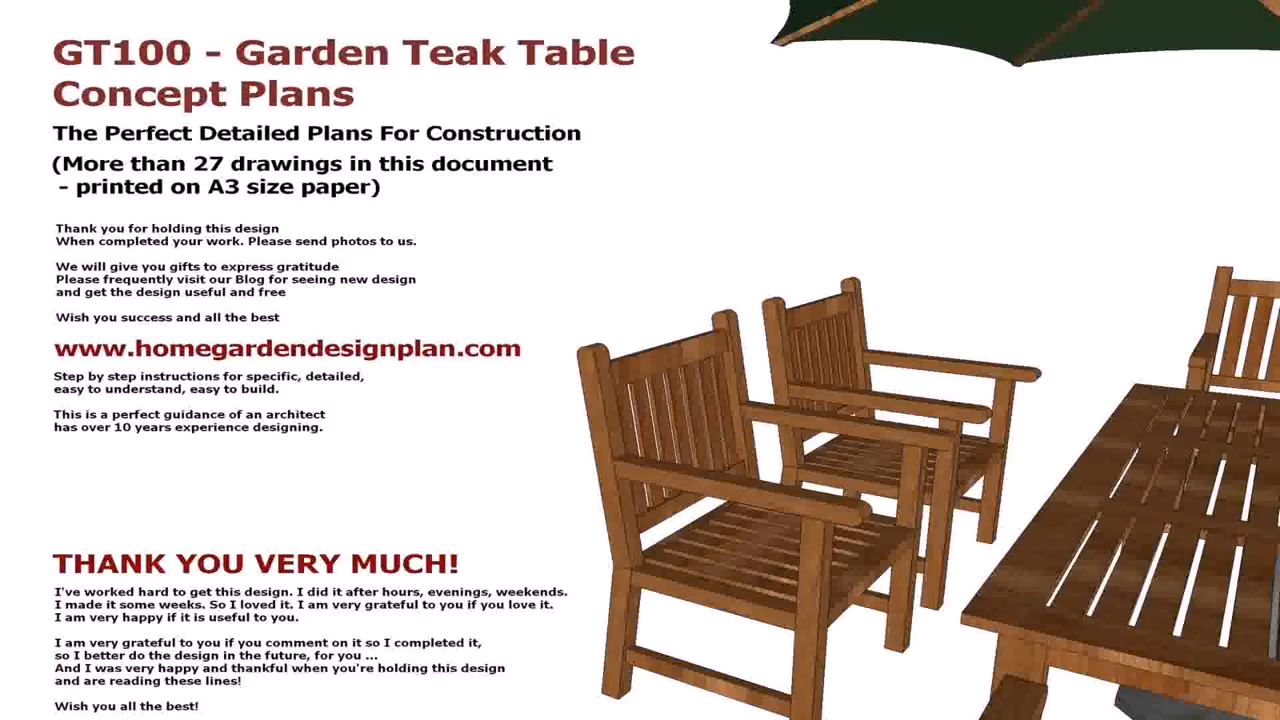 GT100 - Garden Teak Table
Concept Plans
The Perfect Detailed Plans For Construction
(More than 27 drawings in this document
- printed on A3 size paper)
Thank you for holding this design
When completed your work. Please send photos to us.
We will give you gifts to express gratitude
Please frequently visit our Blog for seeing new design
and get the design useful and free
Wish you success and all the best
www.homegardendesignplan.com
Step by step instructions for specific, detailed,
easy to understand, easy to build.
This is a perfect guidance of an architect
has over 10 years experience designing.
THANK YOU VERY MUCH!
I've worked hard to get this design. I did it after hours, evenings, weekends.
I made it some weeks. So I loved it. I am very grateful to you if you love it.
I am very happy if it is useful to you.
I am very grateful to you if you comment on it so I completed it,
so I better do the design in the future, for you ...
And I was very happy and thankful when you're holding this design
and are reading these lines!
Wish you all the best!